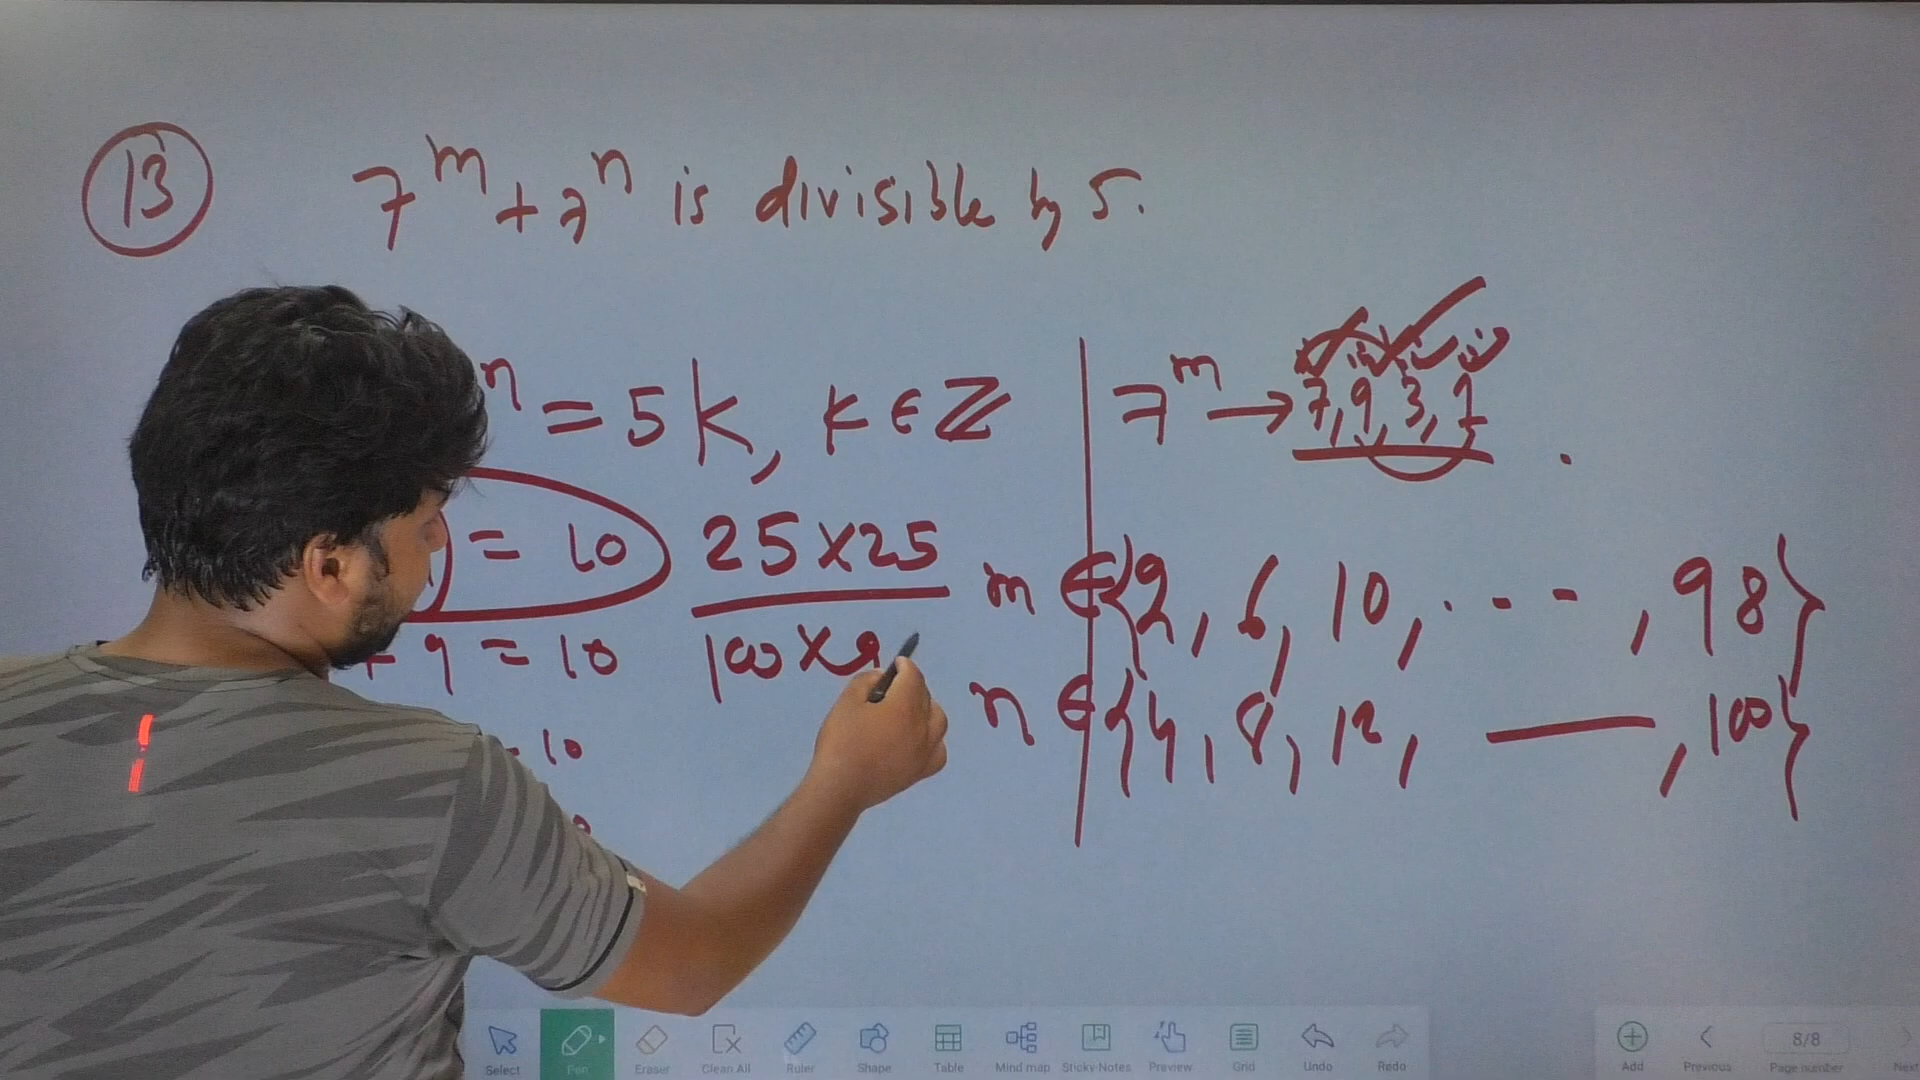 13
7^m + 7^n is divisible by 5.
n = 5k, k ∈ ℤ
7^m → 7, 9, 3, 1
= 10
25 × 25
m ∈ {2, 6, 10, ..., 98}
+ 9 = 10
100 ×
n ∈ {4, 8, 12, —, 100}
= 10
Select Pen Eraser Clean All Ruler Shape Table Mind map Sticky Notes Preview Grid Undo Redo Add Previous 8/8 Page number Next